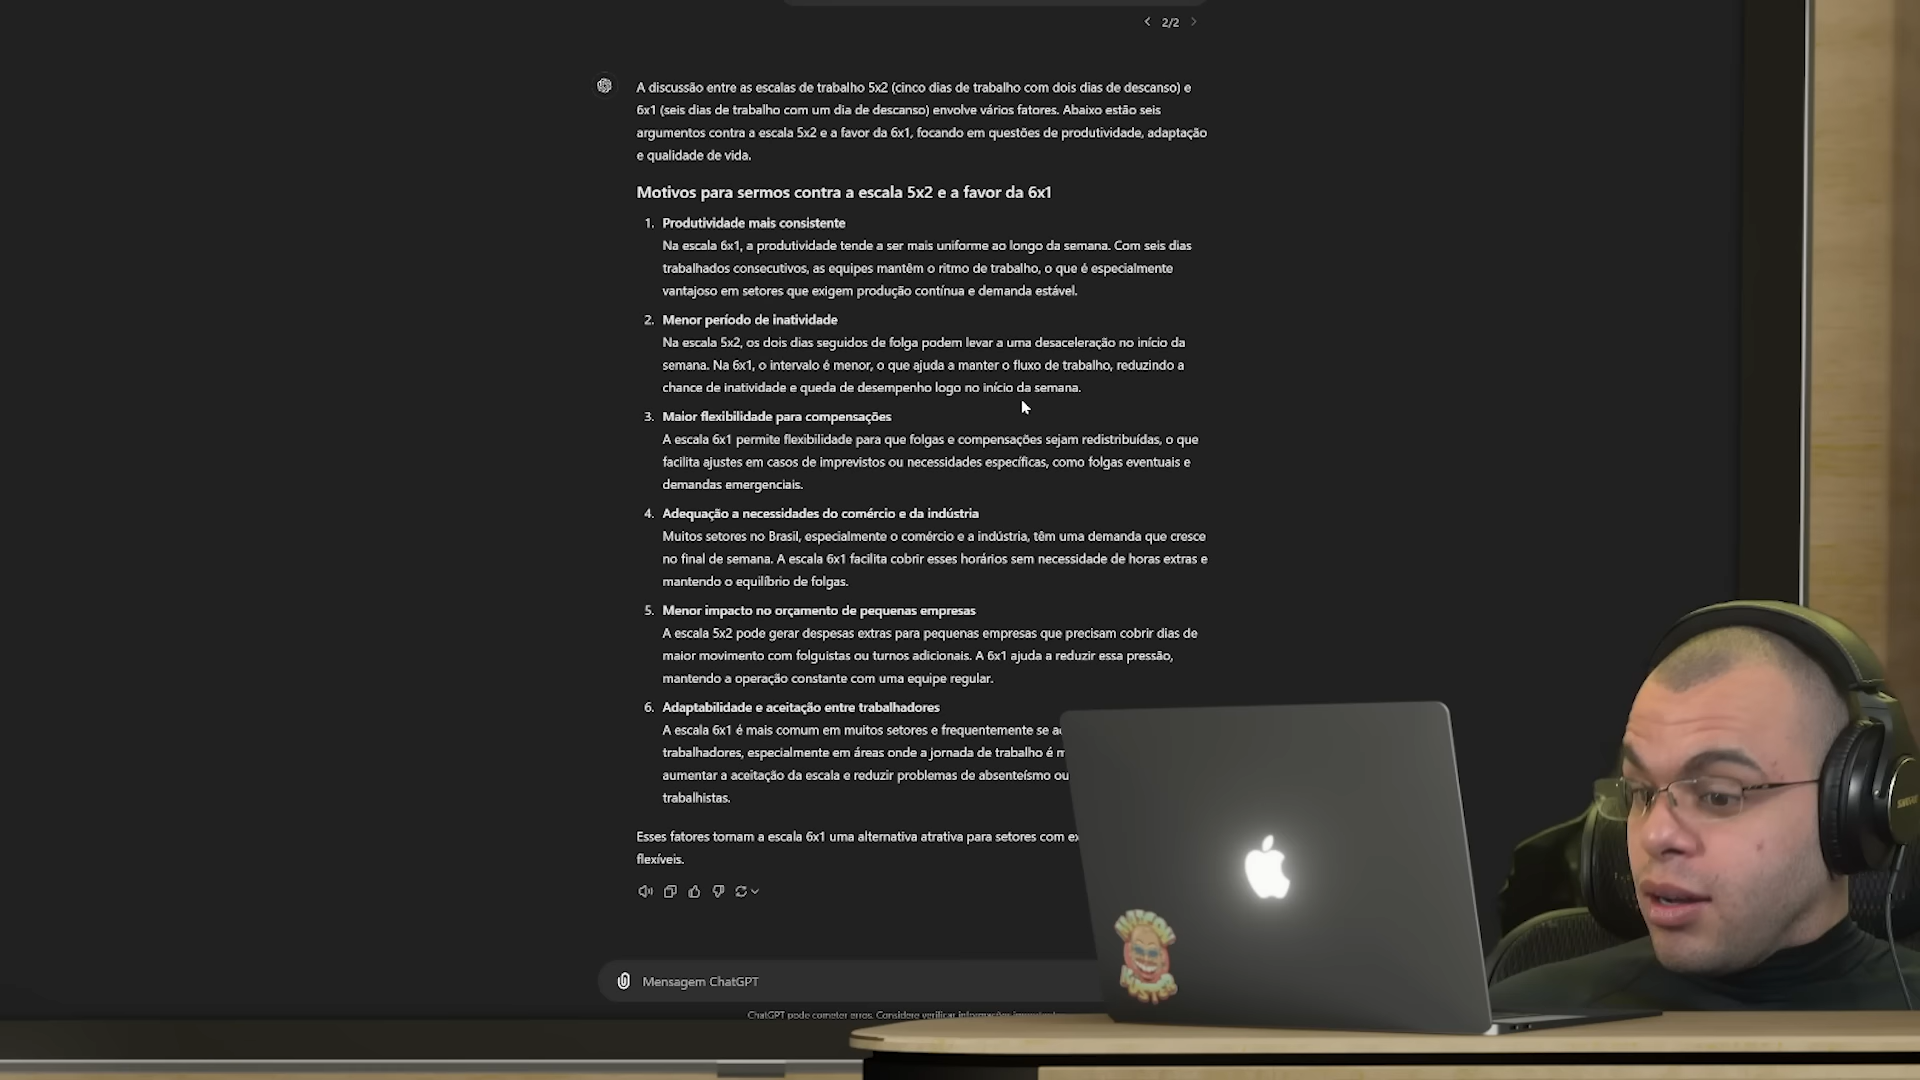 2/2
A discussão entre as escalas de trabalho 5x2 (cinco dias de trabalho com dois dias de descanso) e
6x1 (seis dias de trabalho com um dia de descanso) envolve vários fatores. Abaixo estão seis
argumentos contra a escala 5x2 e a favor da 6x1, focando em questões de produtividade, adaptação
e qualidade de vida.
Motivos para sermos contra a escala 5x2 e a favor da 6x1
1. Produtividade mais consistente
Na escala 6x1, a produtividade tende a ser mais uniforme ao longo da semana. Com seis dias
trabalhados consecutivos, as equipes mantêm o ritmo de trabalho, o que é especialmente
vantajoso em setores que exigem produção contínua e demanda estável.
2. Menor período de inatividade
Na escala 5x2, os dois dias seguidos de folga podem levar a uma desaceleração no início da
semana. Na 6x1, o intervalo é menor, o que ajuda a manter o fluxo de trabalho, reduzindo a
chance de inatividade e queda de desempenho logo no início da semana.
3. Maior flexibilidade para compensações
A escala 6x1 permite flexibilidade para que folgas e compensações sejam redistribuídas, o que
facilita ajustes em casos de imprevistos ou necessidades específicas, como folgas eventuais e
demandas emergenciais.
4. Adequação a necessidades do comércio e da indústria
Muitos setores no Brasil, especialmente o comércio e a indústria, têm uma demanda que cresce
no final de semana. A escala 6x1 facilita cobrir esses horários sem necessidade de horas extras e
mantendo o equilíbrio de folgas.
5. Menor impacto no orçamento de pequenas empresas
A escala 5x2 pode gerar despesas extras para pequenas empresas que precisam cobrir dias de
maior movimento com folguistas ou turnos adicionais. A 6x1 ajuda a reduzir essa pressão,
mantendo a operação constante com uma equipe regular.
6. Adaptabilidade e aceitação entre trabalhadores
A escala 6x1 é mais comum em muitos setores e frequentemente se
trabalhadores, especialmente em áreas onde a jornada de trabalho é
aumentar a aceitação da escala e reduzir problemas de absenteísmo ou
trabalhistas.
Esses fatores tornam a escala 6x1 uma alternativa atrativa para setores com
flexíveis.
Mensagem ChatGPT
ChatGPT pode cometer erros. Considere verificar informações